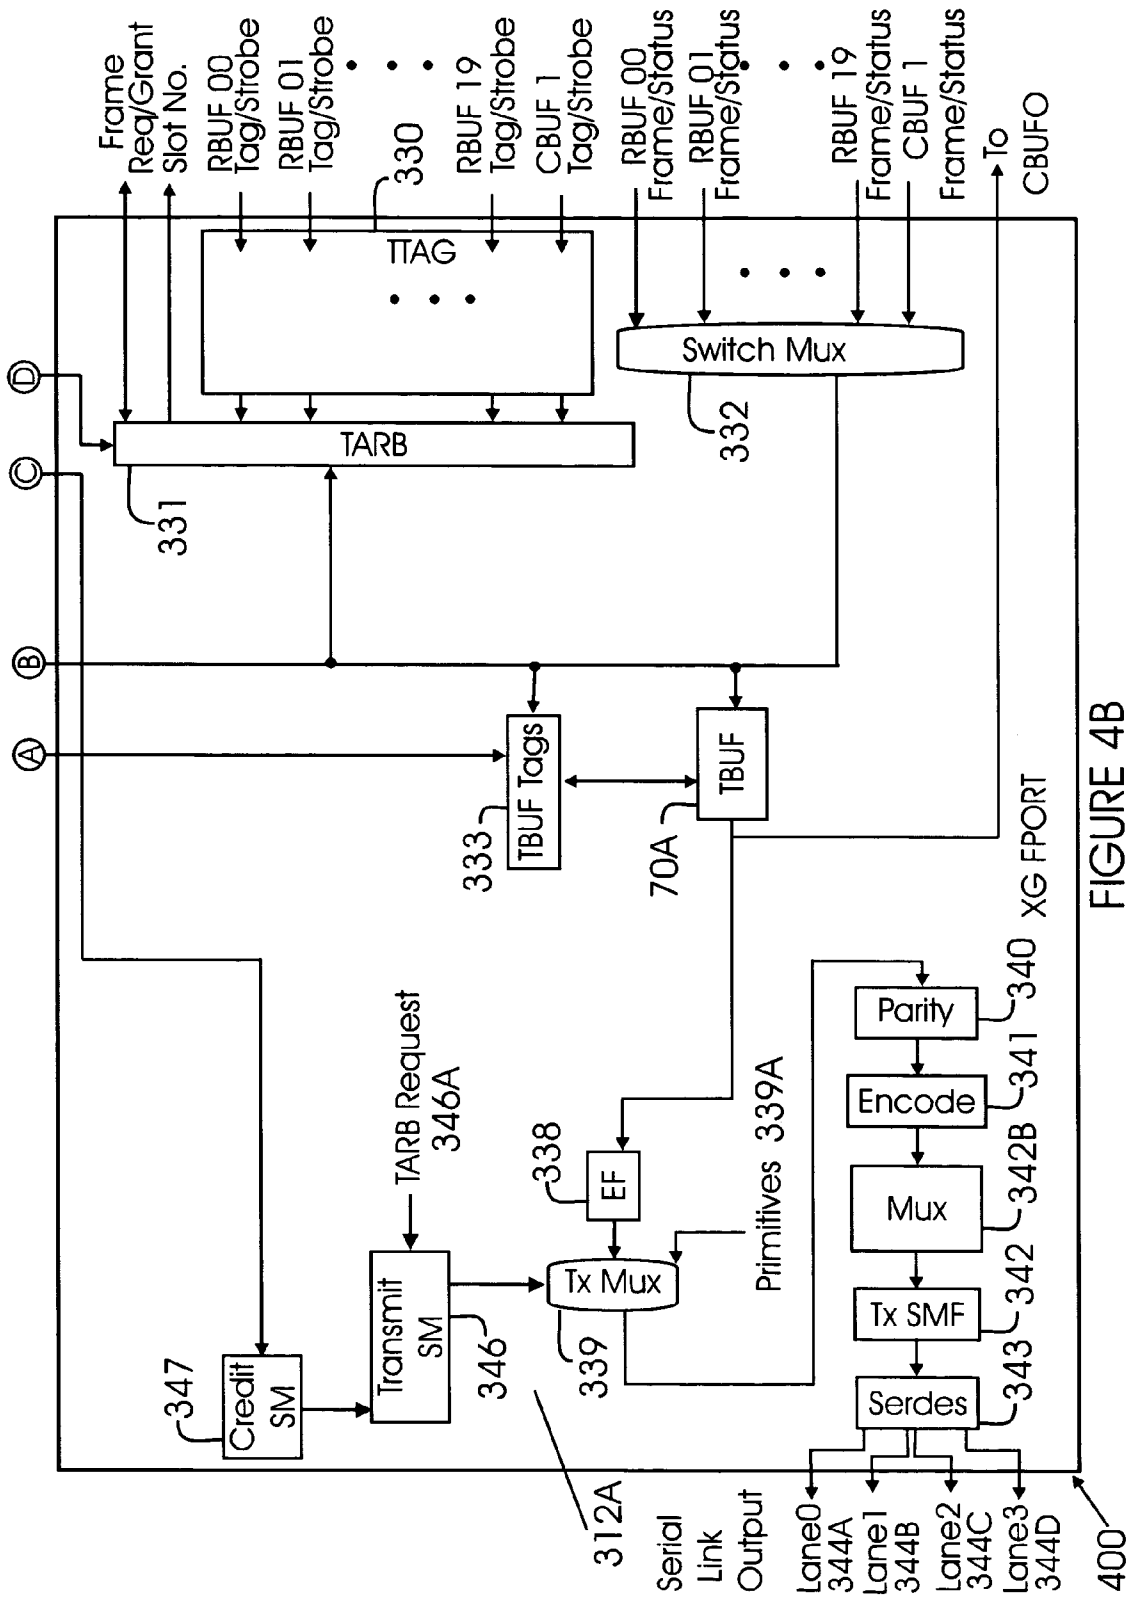 Frame
Req/Grant
Slot No.
RBUF 00
Tag/Strobe
RBUF 01
Tag/Strobe
RBUF 19
Tag/Strobe
CBUF 1
Tag/Strobe
330
RBUF 00
Frame/Status
RBUF 01
Frame/Status
RBUF 19
Frame/Status
CBUF 1
Frame/Status
To
CBUFO
D
C
B
A
TTAG
TARB
331
Switch Mux
332
TBUF Tags
333
TBUF
70A
XG FPORT
347
Credit
SM
Transmit
SM
346
TARB Request
346A
EF
338
Tx Mux
339
Primitives 339A
Parity
340
Encode
341
Mux
342B
Tx SMF
342
Serdes
343
312A
Serial
Link
Output
Lane0
344A
Lane1
344B
Lane2
344C
Lane3
344D
400
FIGURE 4B